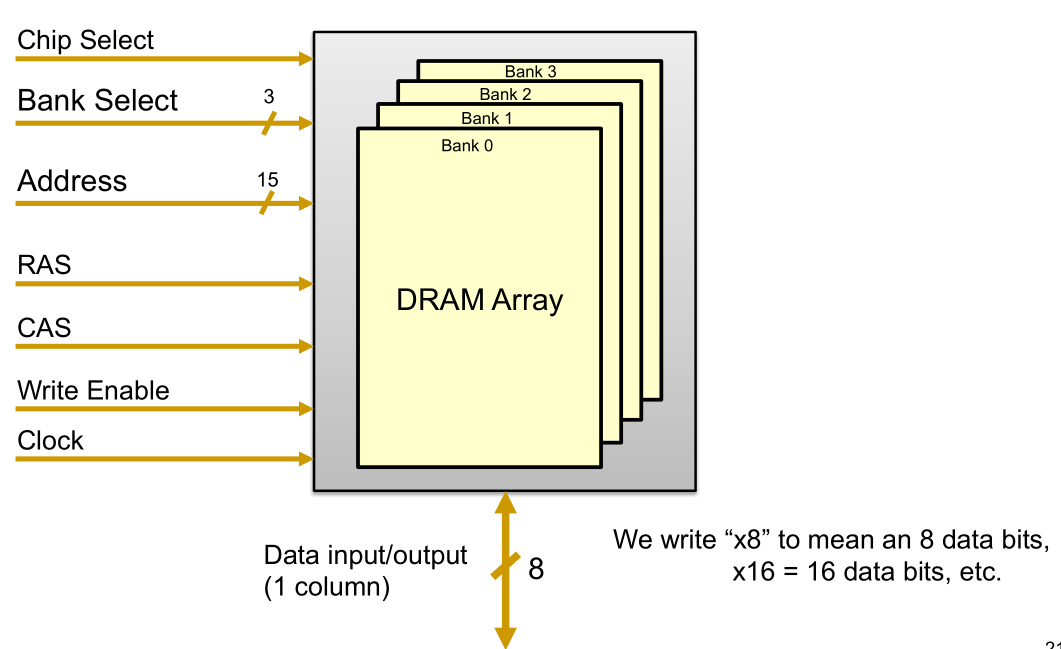 Chip Select
Bank Select
3
Address
15
RAS
CAS
Write Enable
Clock
Bank 3
Bank 2
Bank 1
Bank 0
DRAM Array
Data input/output
(1 column)
8
We write “x8” to mean an 8 data bits,
x16 = 16 data bits, etc.
21